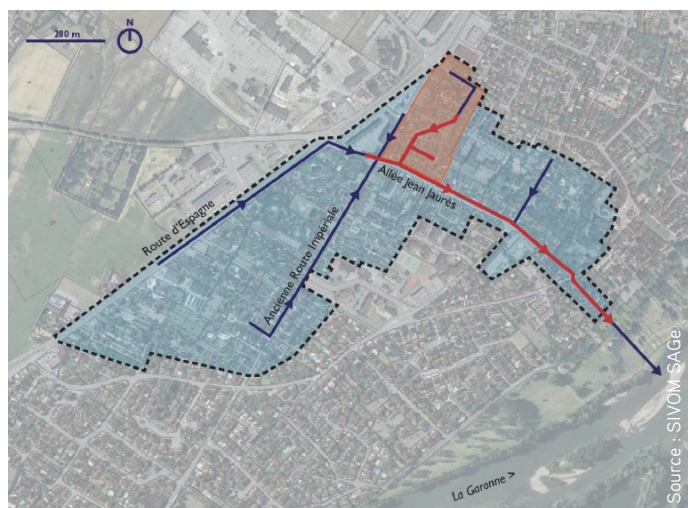 N
200 m
Route d'Espagne
Ancienne Route Impériale
Allée Jean Jaurès
La Garonne >
Source : SIVOM SAGe